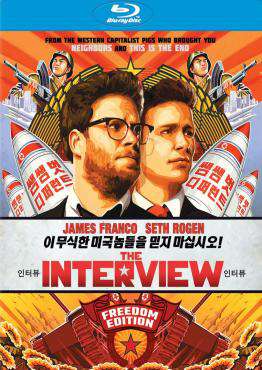 Blu-ray Disc
FROM THE WESTERN CAPITALIST PIGS WHO BROUGHT YOU
NEIGHBORS AND THIS IS THE END
JAMES FRANCO SETH ROGEN
이 무식한 미국놈들을 믿지 마십시오!
THE
인터뷰 INTERVIEW 인터뷰
FREEDOM
EDITION